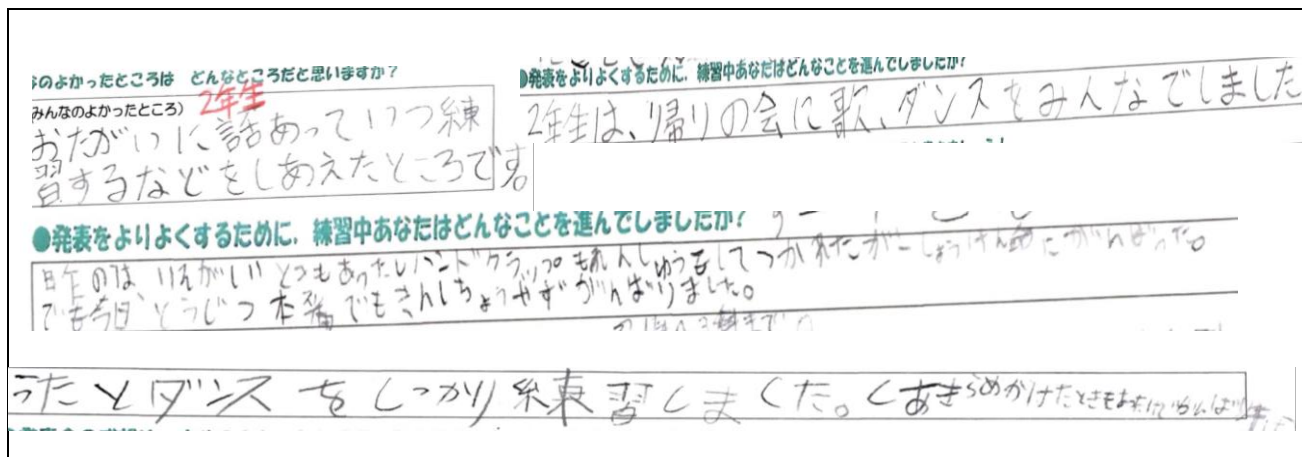 なのよかったところは どんなところだと思いますか?
みんなのよかったところ)
2年生
おたがいに話あっていつ練
習するなどをしあえたところです。
●発表をよりよくするために、練習中あなたはどんなことを進んでしましたか?
2年生は、帰りの会に歌、ダンスをみんなでしました
●発表をよりよくするために、練習中あなたはどんなことを進んでしましたか?
ハンドクラップもれんしゅうをしてつかれたが一しょうけん命にがんばった。
でも今日、とうじつ本番でもきんちょうせずがんばりました。
うたとダンスをしっかり練習しました。くあきらめかけたときもあったけど